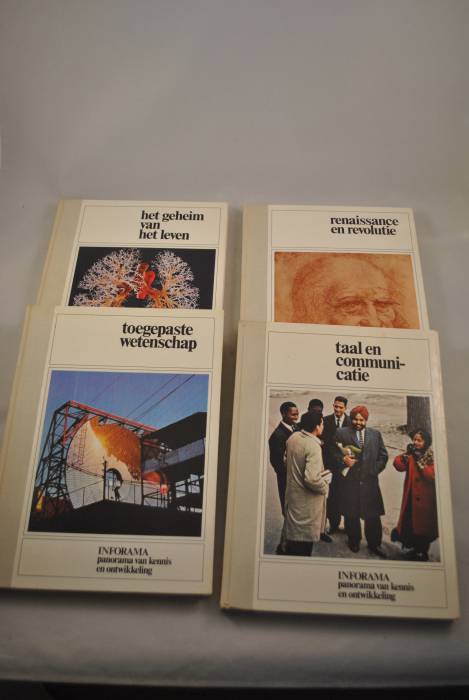 het geheim
van
het leven
renaissance
en revolutie
toegepaste
wetenschap
INFORAMA
panorama van kennis
en ontwikkeling
taal en
communi-
catie
INFORAMA
panorama van kennis
en ontwikkeling